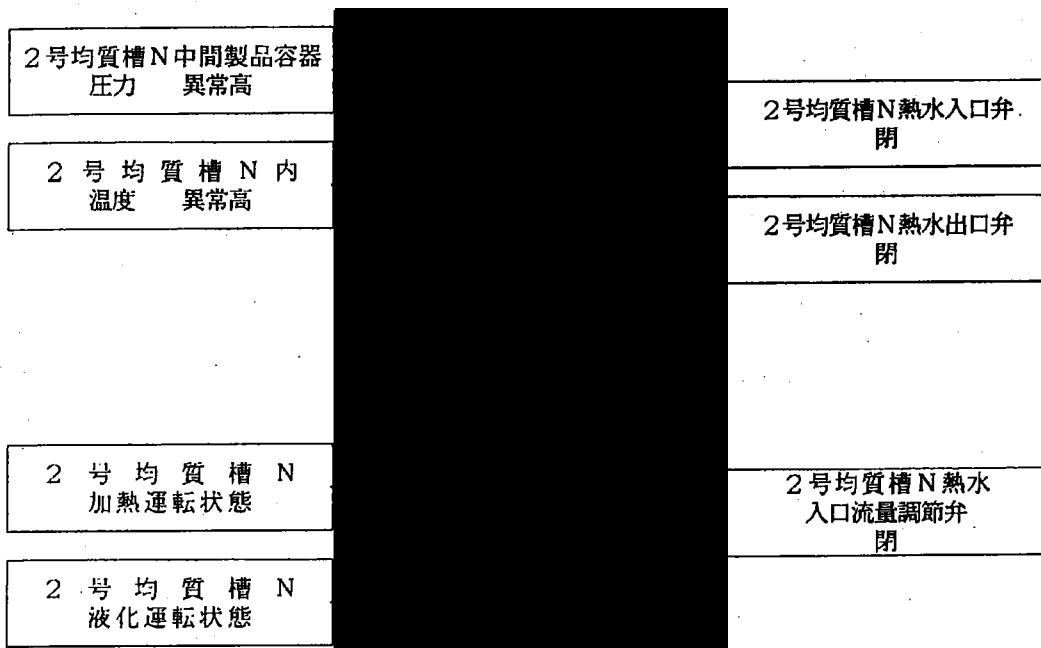 2号均質槽N中間製品容器
圧力 異常高
2号均質槽N内
温度 異常高
2号均質槽N
加熱運転状態
2号均質槽N
液化運転状態
2号均質槽N熱水入口弁
閉
2号均質槽N熱水出口弁
閉
2号均質槽N熱水
入口流量調節弁
閉